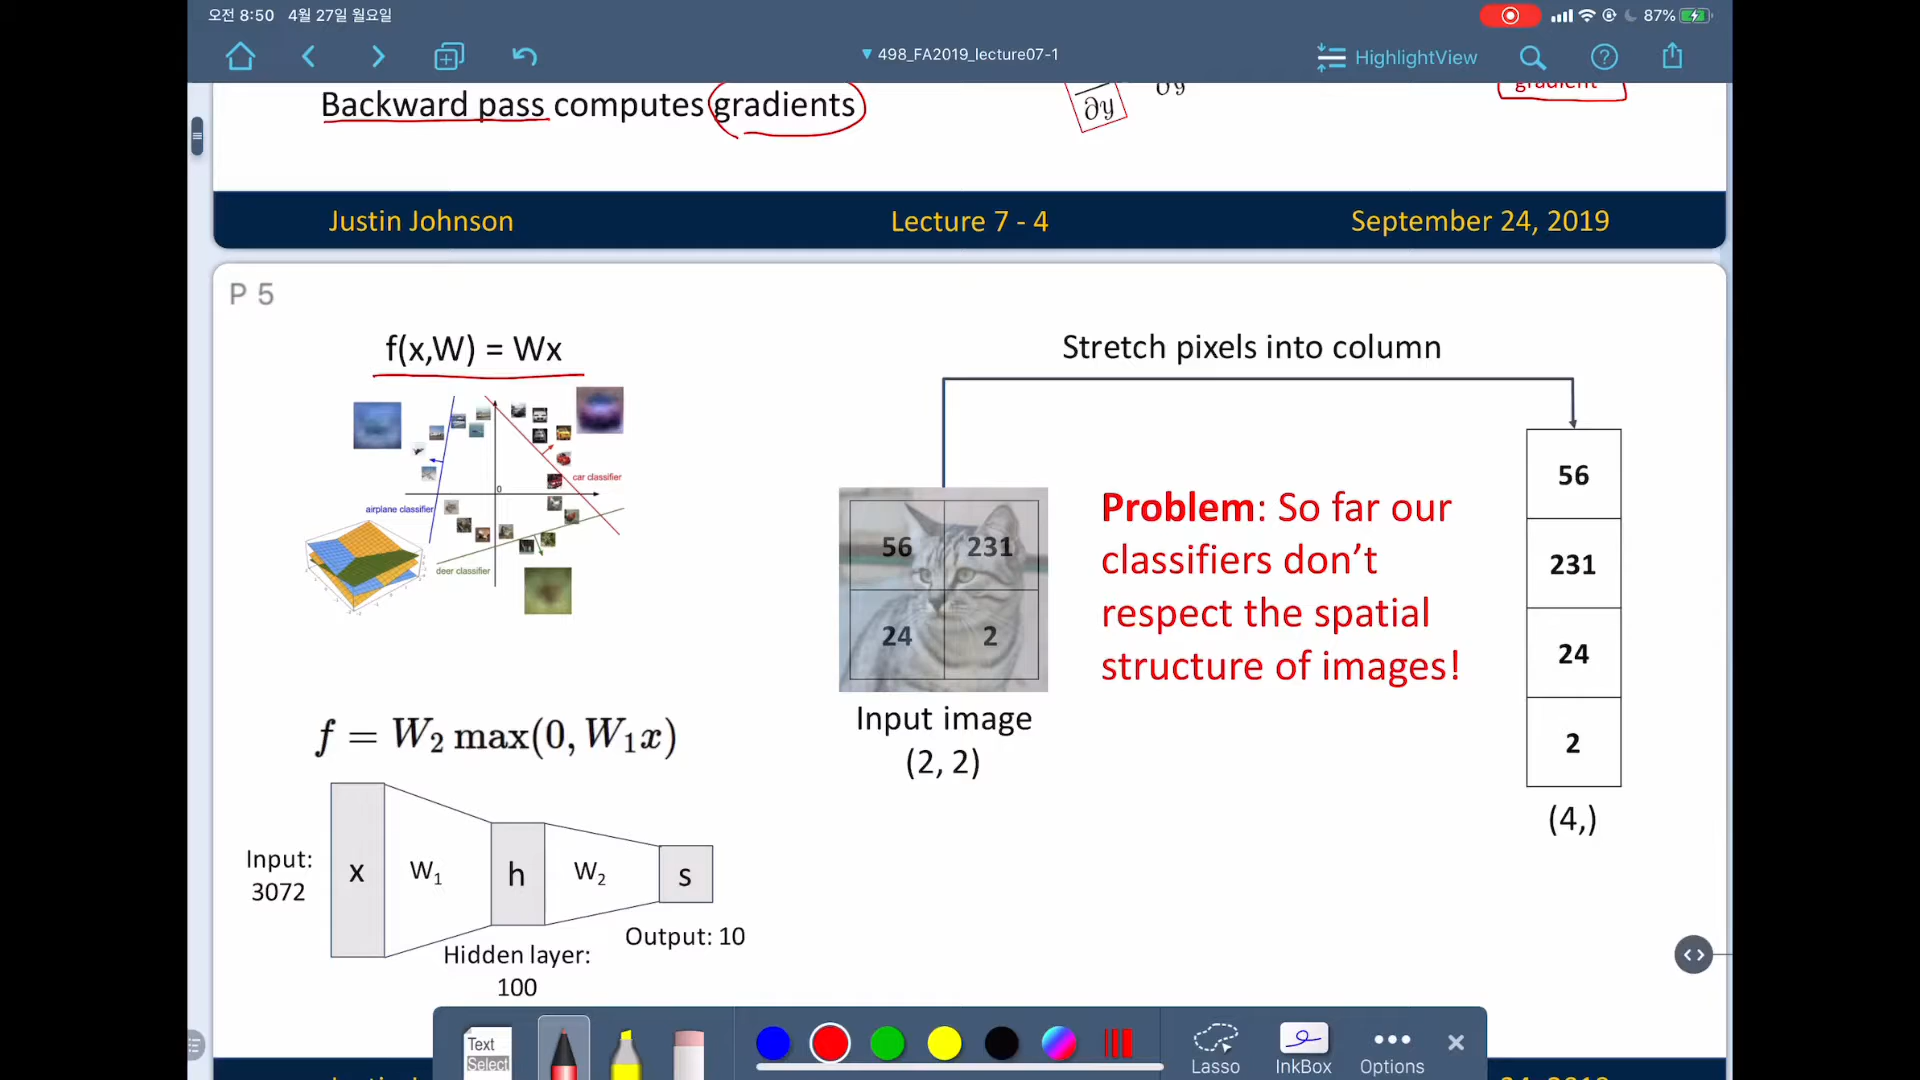 오전 8:50 4월 27일 월요일
87%
498_FA2019_lecture07-1
HighlightView
Backward pass computes gradients
∂y
gradient
Justin Johnson
Lecture 7 - 4
September 24, 2019
P 5
f(x,W) = Wx
0
car classifier
airplane classifier
deer classifier
Stretch pixels into column
56 231
24 2
Input image
(2, 2)
Problem: So far our
classifiers don’t
respect the spatial
structure of images!
56
231
24
2
(4,)
f = W₂ max(0, W₁x)
Input:
3072
x
W₁
h
W₂
s
Hidden layer:
100
Output: 10
Text
Select
Lasso
InkBox
Options